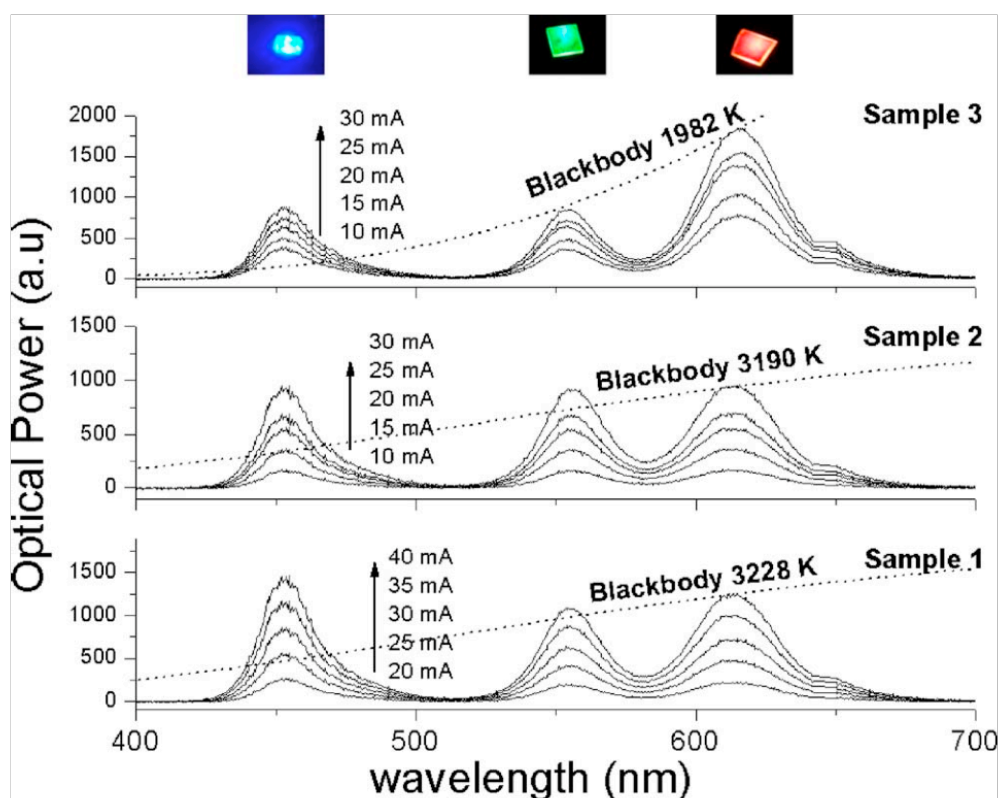 2000
1500
1000
500
0
30 mA
25 mA
20 mA
15 mA
10 mA
Blackbody 1982 K
Sample 3
1500
1000
500
0
30 mA
25 mA
20 mA
15 mA
10 mA
Blackbody 3190 K
Sample 2
1500
1000
500
0
40 mA
35 mA
30 mA
25 mA
20 mA
Blackbody 3228 K
Sample 1
Optical Power (a.u)
400 500 600 700
wavelength (nm)